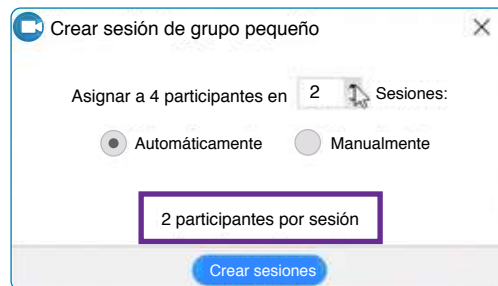 Crear sesión de grupo pequeño
Asignar a 4 participantes en 2 Sesiones:
Automáticamente Manualmente
2 participantes por sesión
Crear sesiones